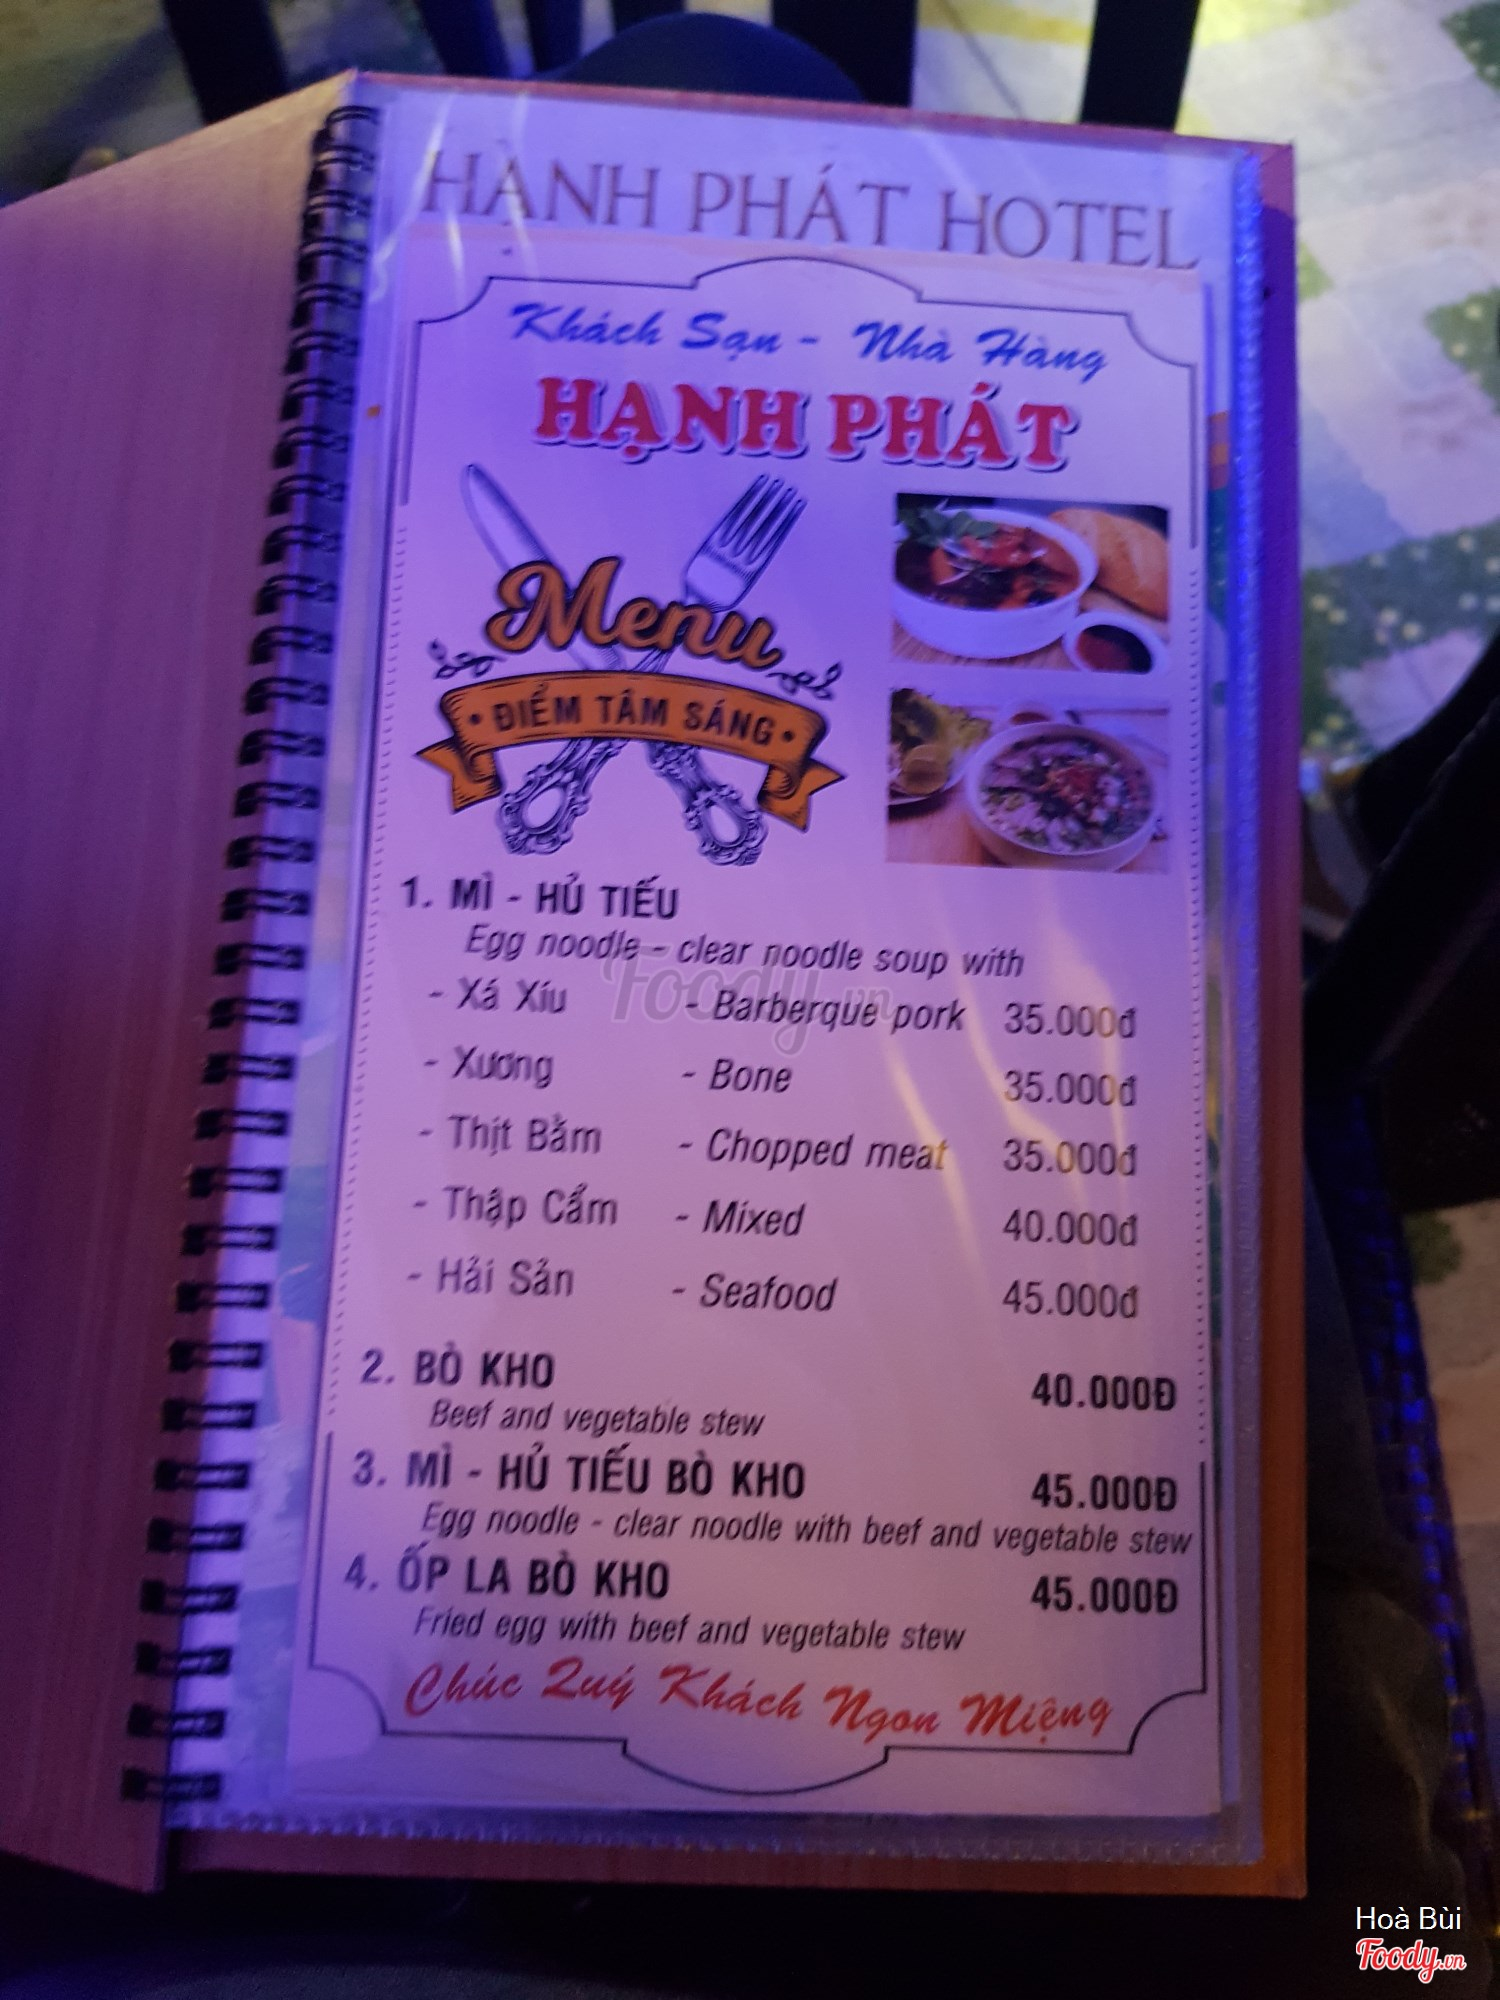 HẠNH PHÁT HOTEL
Khách Sạn - Nhà Hàng
HẠNH PHÁT
Menu
• ĐIỂM TÂM SÁNG •
1. MÌ - HỦ TIẾU
Egg noodle - clear noodle soup with
- Xá Xíu - Barberque pork 35.000đ
- Xương - Bone 35.000đ
- Thịt Bằm - Chopped meat 35.000đ
- Thập Cẩm - Mixed 40.000đ
- Hải Sản - Seafood 45.000đ
2. BÒ KHO 40.000Đ
Beef and vegetable stew
3. MÌ - HỦ TIẾU BÒ KHO 45.000Đ
Egg noodle - clear noodle with beef and vegetable stew
4. ỐP LA BÒ KHO 45.000Đ
Fried egg with beef and vegetable stew
Chúc Quý Khách Ngon Miệng
Foody.vn
Hoà Bùi
Foody.vn